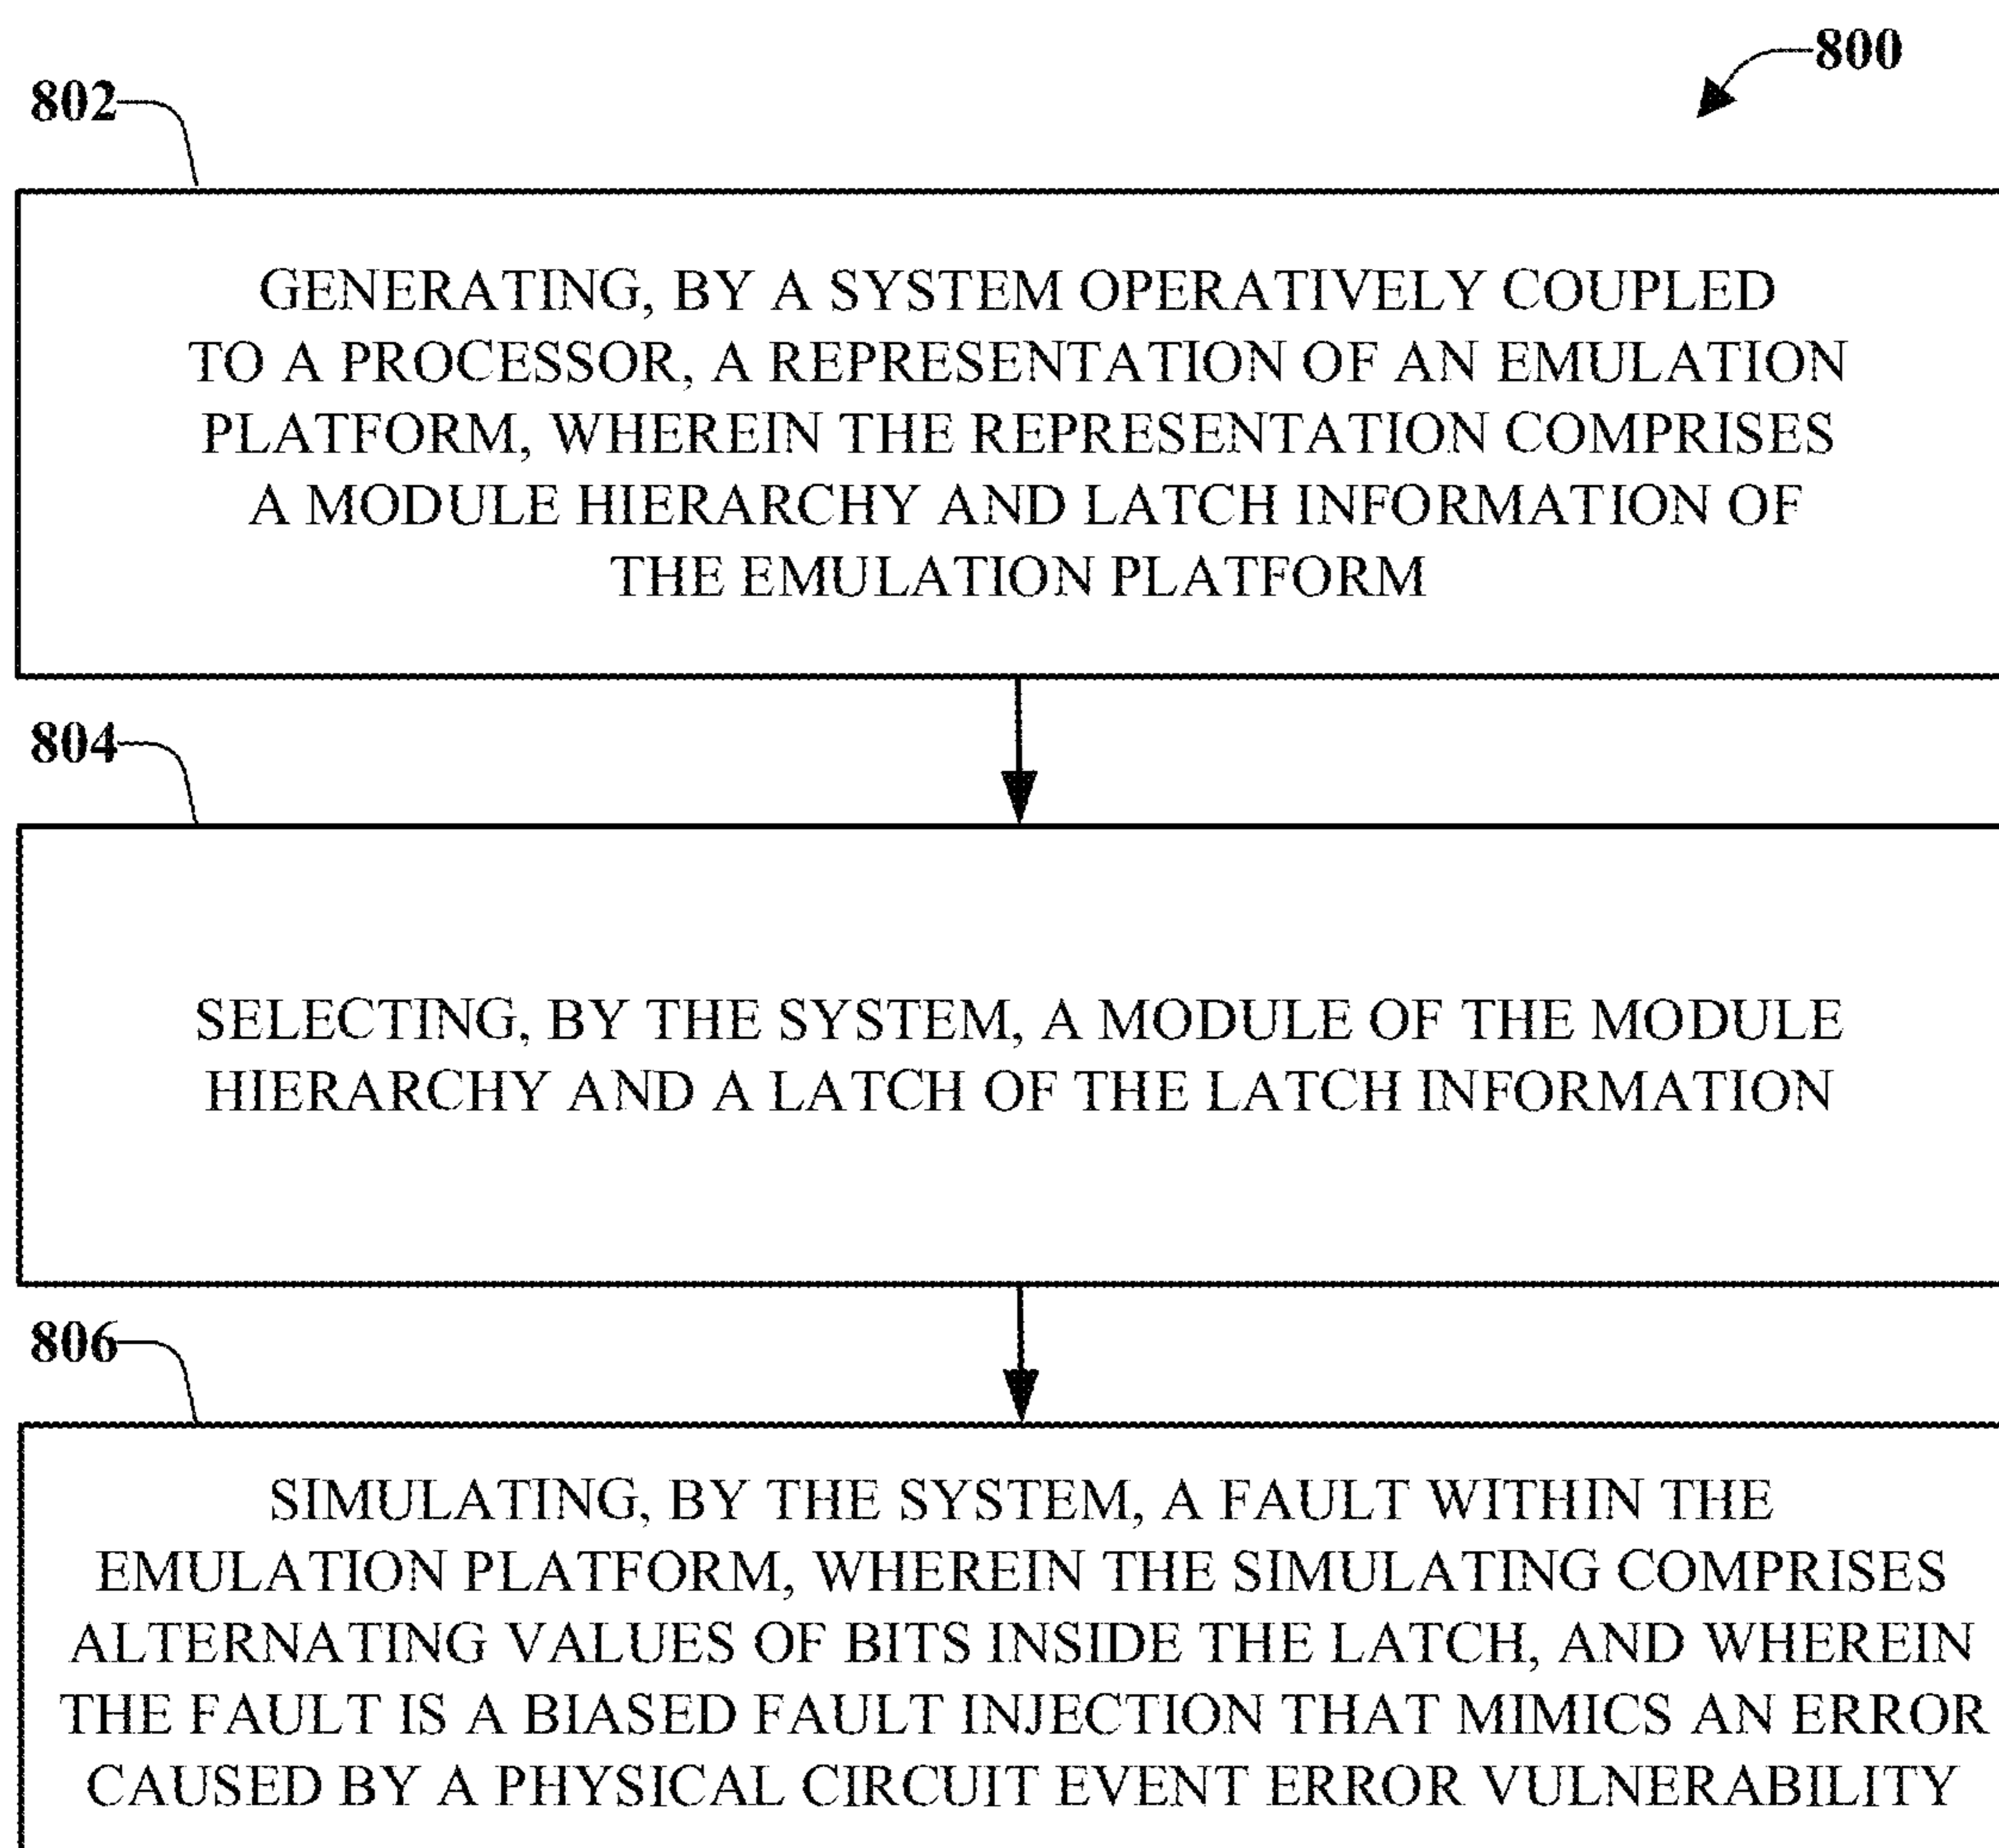 800
802
GENERATING, BY A SYSTEM OPERATIVELY COUPLED
TO A PROCESSOR, A REPRESENTATION OF AN EMULATION
PLATFORM, WHEREIN THE REPRESENTATION COMPRISES
A MODULE HIERARCHY AND LATCH INFORMATION OF
THE EMULATION PLATFORM
804
SELECTING, BY THE SYSTEM, A MODULE OF THE MODULE
HIERARCHY AND A LATCH OF THE LATCH INFORMATION
806
SIMULATING, BY THE SYSTEM, A FAULT WITHIN THE
EMULATION PLATFORM, WHEREIN THE SIMULATING COMPRISES
ALTERNATING VALUES OF BITS INSIDE THE LATCH, AND WHEREIN
THE FAULT IS A BIASED FAULT INJECTION THAT MIMICS AN ERROR
CAUSED BY A PHYSICAL CIRCUIT EVENT ERROR VULNERABILITY